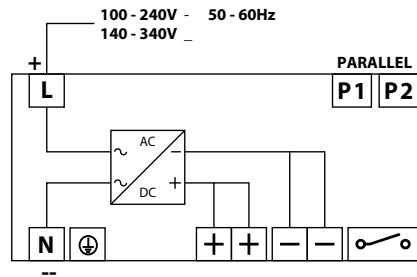 100 - 240V - 50 - 60Hz
140 - 340V _
+ PARALLEL
L P1 P2
AC
~ −
~ +
DC
N + + − −
--